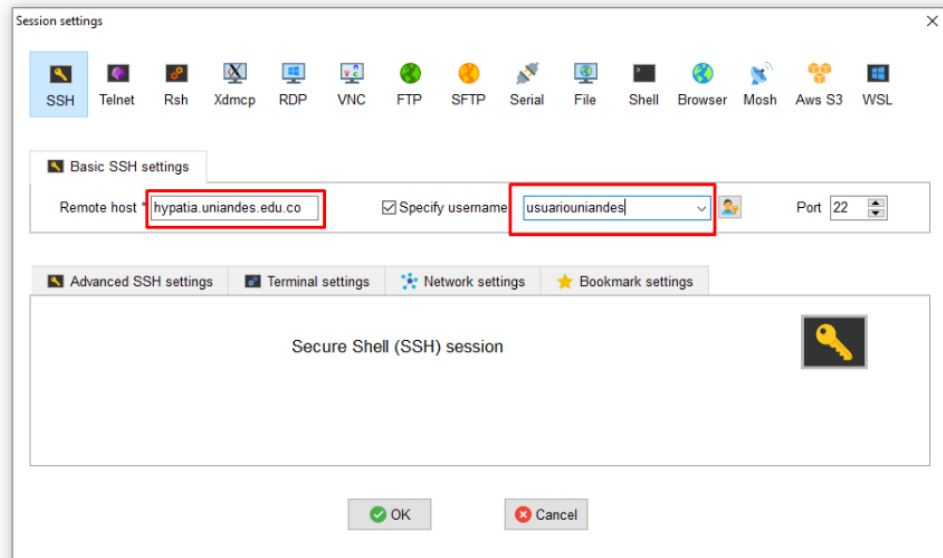 Session settings
SSH Telnet Rsh Xdmcp RDP VNC FTP SFTP Serial File Shell Browser Mosh Aws S3 WSL
Basic SSH settings
Remote host * hypatia.uniandes.edu.co Specify username usuariouniandes Port 22
Advanced SSH settings Terminal settings Network settings Bookmark settings
Secure Shell (SSH) session
OK Cancel